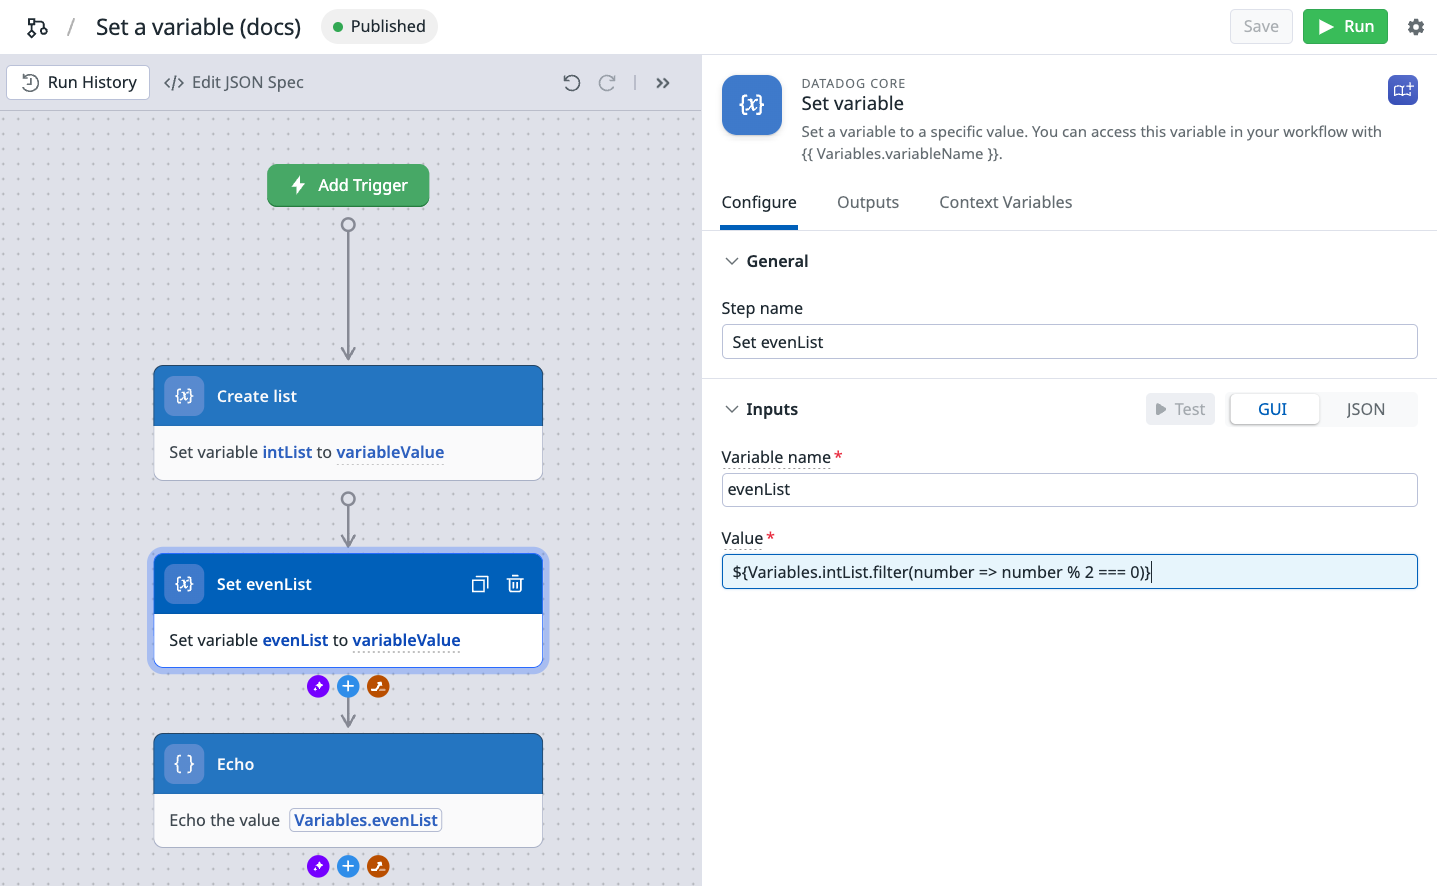 / Set a variable (docs) Published Save Run
Run History </> Edit JSON Spec
Add Trigger
{x} Create list
Set variable intList to variableValue
{x} Set evenList
Set variable evenList to variableValue
{ } Echo
Echo the value Variables.evenList
{x}
DATADOG CORE
Set variable
Set a variable to a specific value. You can access this variable in your workflow with
{{ Variables.variableName }}.
Configure Outputs Context Variables
General
Step name
Set evenList
Inputs Test GUI JSON
Variable name *
evenList
Value *
${Variables.intList.filter(number => number % 2 === 0)}